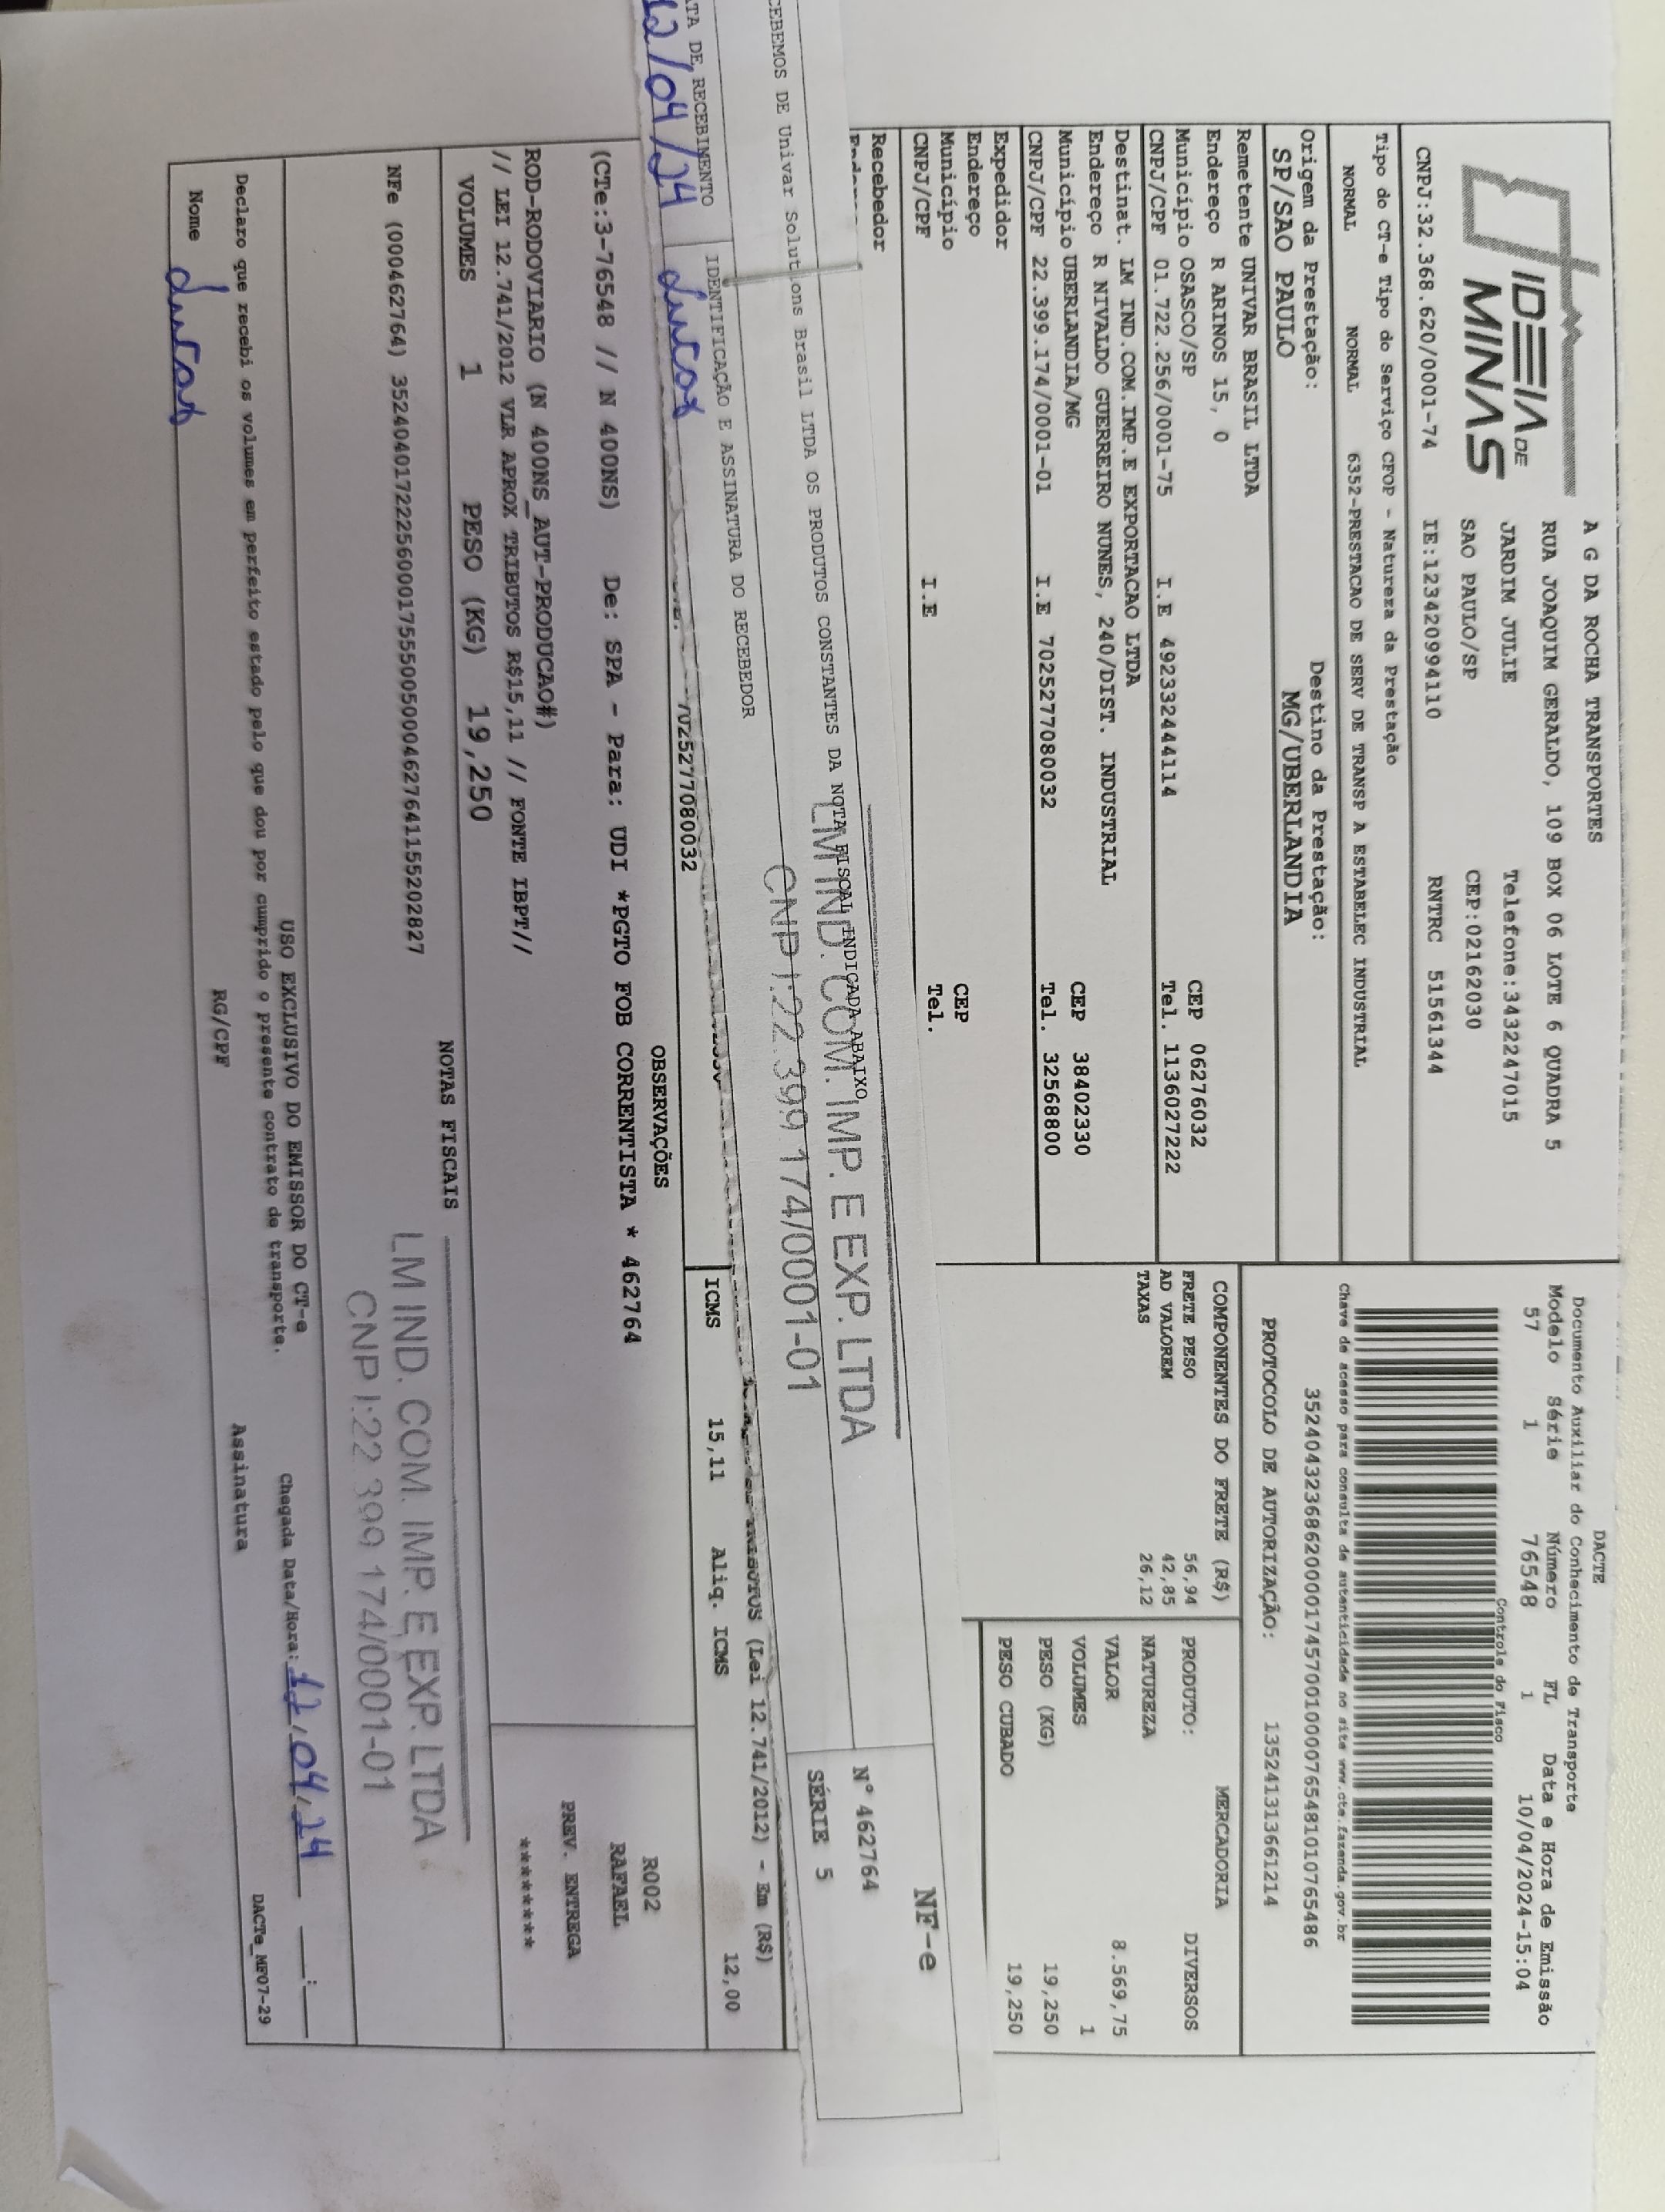 IDEIA DE
MINAS
A G DA ROCHA TRANSPORTES
RUA JOAQUIM GERALDO, 109 BOX 06 LOTE 6 QUADRA 5
JARDIM JULIE Telefone:3432247015
SAO PAULO/SP CEP:02162030
CNPJ:32.368.620/0001-74 IE:123420994110 RNTRC 51561344
DACTE
Documento Auxiliar do Conhecimento de Transporte
Modelo Série Número FL Data e Hora de Emissão
57 1 76548 1 10/04/2024-15:04
Controle do Fisco
Chave de acesso para consulta de autenticidade no site www.cte.fazenda.gov.br
35240432368620000174570010000765481010765486
PROTOCOLO DE AUTORIZAÇÃO: 135241313661214
Tipo do CT-e Tipo do Serviço CFOP - Natureza da Prestação
NORMAL NORMAL 6352-PRESTACAO DE SERV DE TRANSP A ESTABELEC INDUSTRIAL
Origem da Prestação: Destino da Prestação:
SP/SAO PAULO MG/UBERLANDIA
Remetente UNIVAR BRASIL LTDA
Endereço R ARINOS 15, 0 CEP 06276032
Município OSASCO/SP Tel. 1136027222
CNPJ/CPF 01.722.256/0001-75 I.E 492332444114
Destinat. LM IND.COM.IMP.E EXPORTACAO LTDA
Endereço R NIVALDO GUERREIRO NUNES, 240/DIST. INDUSTRIAL
Município UBERLANDIA/MG CEP 38402330
CNPJ/CPF 22.399.174/0001-01 I.E 7025277080032 Tel. 32568800
Expedidor
Endereço
Município CEP
CNPJ/CPF I.E Tel.
Recebedor
COMPONENTES DO FRETE (R$)
FRETE PESO 56,94
AD VALOREM 42,85
TAXAS 26,12
MERCADORIA
PRODUTO: DIVERSOS
NATUREZA
VALOR 8.569,75
VOLUMES 1
PESO (KG) 19,250
PESO CUBADO 19,250
CEBEMOS DE Univar Solutions Brasil LTDA OS PRODUTOS CONSTANTES DA NOTA FISCAL INDICADA ABAIXO
LM IND. COM. IMP. E EXP. LTDA
CNPJ: 22 399 174/0001-01
NF-e
N° 462764
SÉRIE 5
ATA DE RECEBIMENTO IDENTIFICAÇÃO E ASSINATURA DO RECEBEDOR
12/04/24 Lucas
7025277080032
(Lei 12.741/2012) - Em (R$)
ICMS 15,11 Aliq. ICMS 12,00
OBSERVAÇÕES
(CTe:3-76548 // N 400NS) De: SPA - Para: UDI *PGTO FOB CORRENTISTA * 462764
ROD-RODOVIARIO (N 400NS_AUT-PRODUCAO#)
// LEI 12.741/2012 VLR APROX TRIBUTOS R$15,11 // FONTE IBPT//
R002
RAFAEL
PREV. ENTREGA
********
VOLUMES 1 PESO (KG) 19,250
NOTAS FISCAIS
NFe (000462764) 35240401722256000175550050004627641155202827
LM IND. COM. IMP. E EXP. LTDA
CNPJ: 22 399 174/0001-01
USO EXCLUSIVO DO EMISSOR DO CT-e
Declaro que recebi os volumes em perfeito estado pelo que dou por cumprido o presente contrato de transporte.
Chegada Data/Hora: 12/04/24 __:__
Nome Lucas RG/CPF Assinatura
DACTe_MF07-29